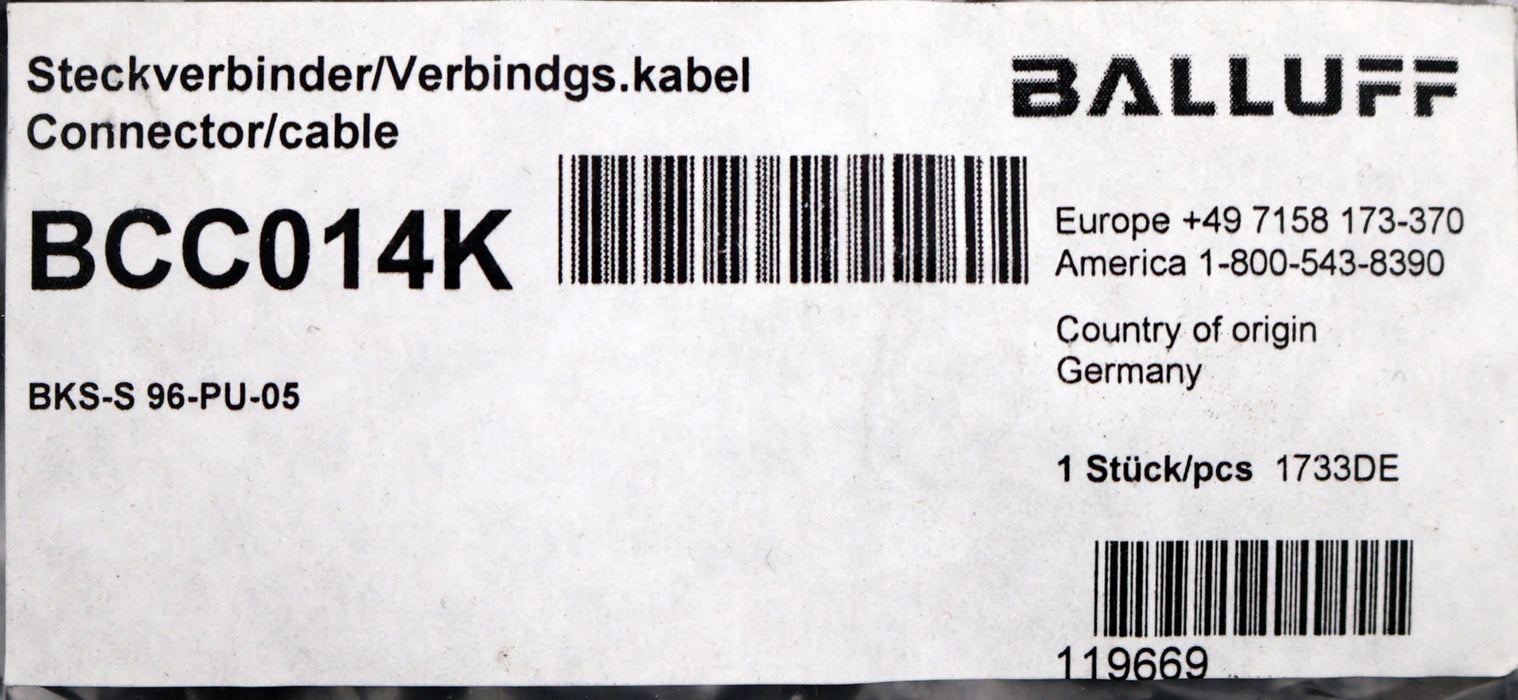 Steckverbinder/Verbindgs.kabel
Connector/cable
BALLUFF
BCC014K
Europe +49 7158 173-370
America 1-800-543-8390
Country of origin
Germany
BKS-S 96-PU-05
1 Stück/pcs 1733DE
119669